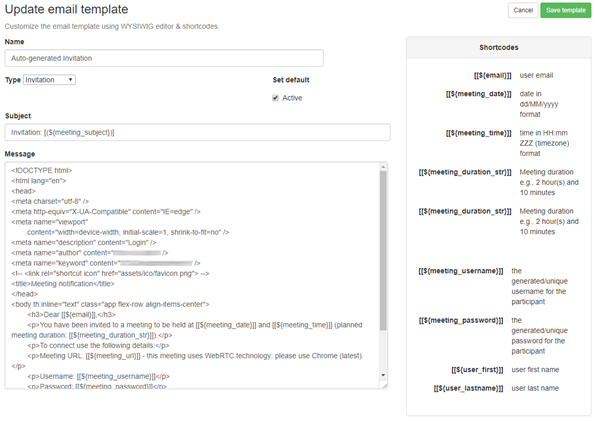 Update email template
Cancel
Save template
Customize the email template using WYSIWIG editor & shortcodes.
Name
Auto-generated Invitation
Type
Invitation
Set default
Active
Subject
Invitation: [(${meeting_subject})]
Message
<!DOCTYPE html>
<html lang="en">
<head>
<meta charset="utf-8" />
<meta http-equiv="X-UA-Compatible" content="IE=edge" />
<meta name="viewport"
content="width=device-width, initial-scale=1, shrink-to-fit=no" />
<meta name="description" content="Login" />
<meta name="author" content=" />
<meta name="keyword" content=" />
<!-- <link rel="shortcut icon" href="assets/ico/favicon.png"> -->
<title>Meeting notification</title>
</head>
<body th:inline="text" class="app flex-row align-items-center">
<h3>Dear [[${email}]],</h3>
<p>You have been invited to a meeting to be held at [[${meeting_date}]] and [[${meeting_time}]] (planned
meeting duration: [[${meeting_duration_str}]]).</p>
<p>To connect use the following details:</p>
<p>Meeting URL: [[${meeting_url}]] - this meeting uses WebRTC technology: please use Chrome (latest).
</p>
<p>Username: [[${meeting_username}]]</p>
<p>Password: [[${meeting_password}]]</p>
Shortcodes
[[${email}]] user email
[[${meeting_date}]] date in
dd/MM/yyyy
format
[[${meeting_time}]] time in HH:mm
ZZZ (timezone)
format
[[${meeting_duration_str}]] Meeting duration
e.g., 2 hour(s) and
10 minutes
[[${meeting_duration_str}]] Meeting duration
e.g., 2 hour(s) and
10 minutes
[[${meeting_username}]] the
generated/unique
username for the
participant
[[${meeting_password}]] the
generated/unique
password for the
participant
[[${user_first}]] user first name
[[${user_lastname}]] user last name